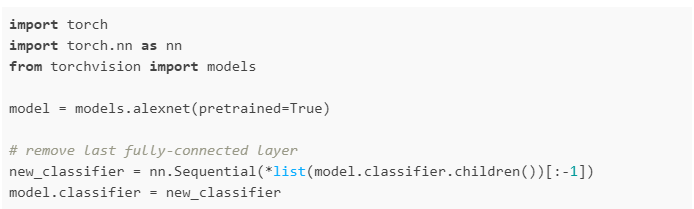 import torch
import torch.nn as nn
from torchvision import models
model = models.alexnet(pretrained=True)
# remove last fully-connected layer
new_classifier = nn.Sequential(*list(model.classifier.children())[:-1])
model.classifier = new_classifier